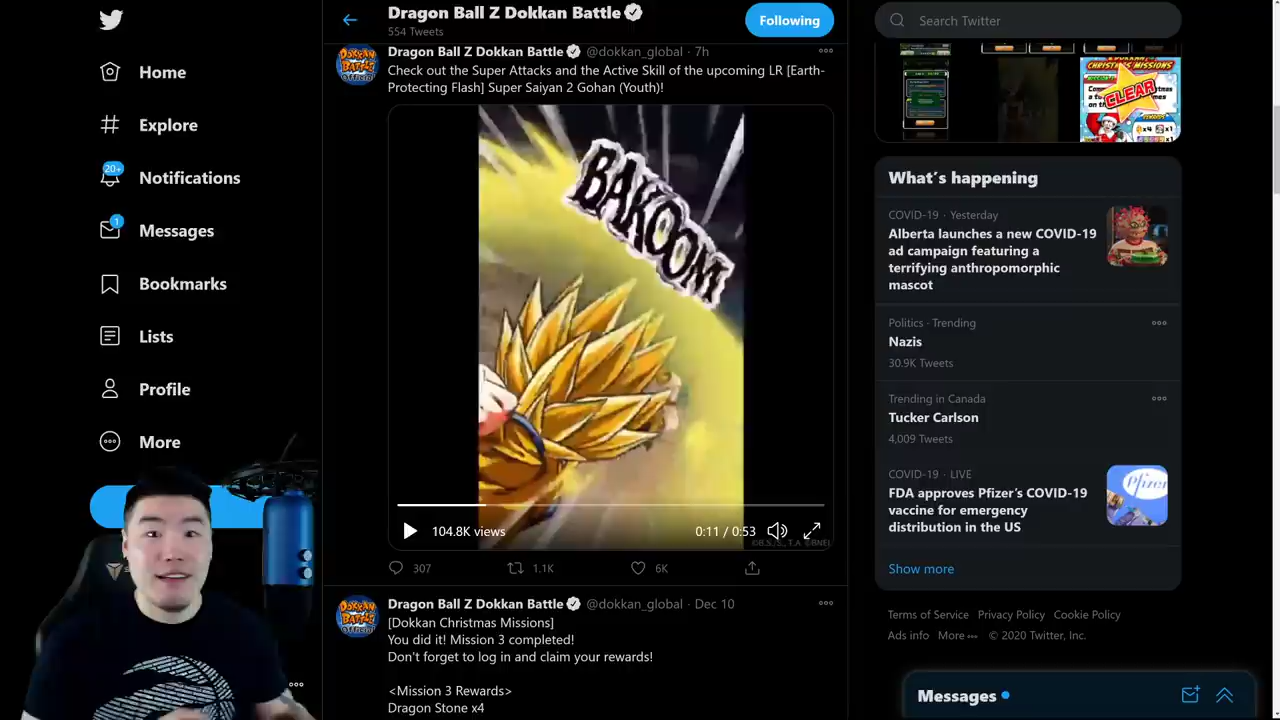 Home
Explore
20+
Notifications
1
Messages
Bookmarks
Lists
Profile
More
Dragon Ball Z Dokkan Battle
554 Tweets
Following
Dragon Ball Z Dokkan Battle @dokkan_global · 7h
Check out the Super Attacks and the Active Skill of the upcoming LR [Earth-
Protecting Flash] Super Saiyan 2 Gohan (Youth)!
BAKOOM
104.8K views
0:11 / 0:53
307
1.1K
6K
Dragon Ball Z Dokkan Battle @dokkan_global · Dec 10
[Dokkan Christmas Missions]
You did it! Mission 3 completed!
Don't forget to log in and claim your rewards!
<Mission 3 Rewards>
Dragon Stone x4
Search Twitter
CLEAR
What's happening
COVID-19 · Yesterday
Alberta launches a new COVID-19
ad campaign featuring a
terrifying anthropomorphic
mascot
Politics · Trending
Nazis
30.9K Tweets
Trending in Canada
Tucker Carlson
4,009 Tweets
COVID-19 · LIVE
FDA approves Pfizer's COVID-19
vaccine for emergency
distribution in the US
Pfizer
Show more
Terms of Service Privacy Policy Cookie Policy
Ads info More © 2020 Twitter, Inc.
Messages